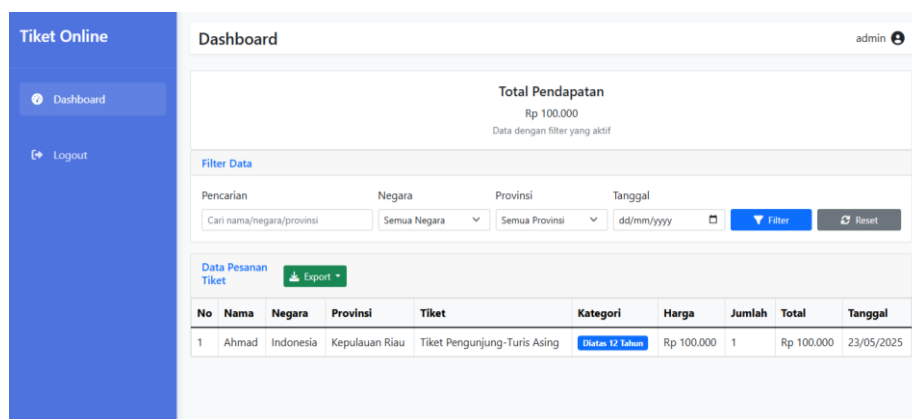 Tiket Online
Dashboard
admin
Dashboard
Logout
Total Pendapatan
Rp 100.000
Data dengan filter yang aktif
Filter Data
Pencarian Negara Provinsi Tanggal
Cari nama/negara/provinsi Semua Negara Semua Provinsi dd/mm/yyyy Filter Reset
Data Pesanan
Tiket
Export
No Nama Negara Provinsi Tiket Kategori Harga Jumlah Total Tanggal
1 Ahmad Indonesia Kepulauan Riau Tiket Pengunjung-Turis Asing Diatas 12 Tahun Rp 100.000 1 Rp 100.000 23/05/2025